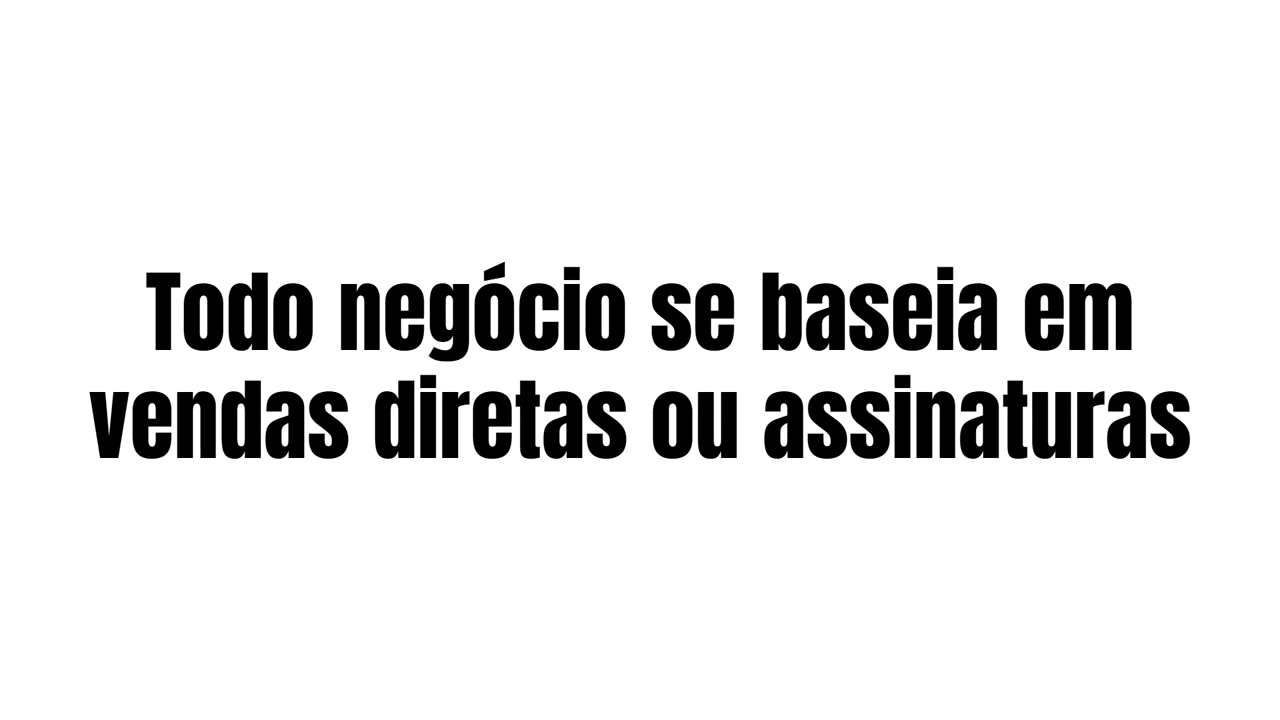 Todo negócio se baseia em
vendas diretas ou assinaturas